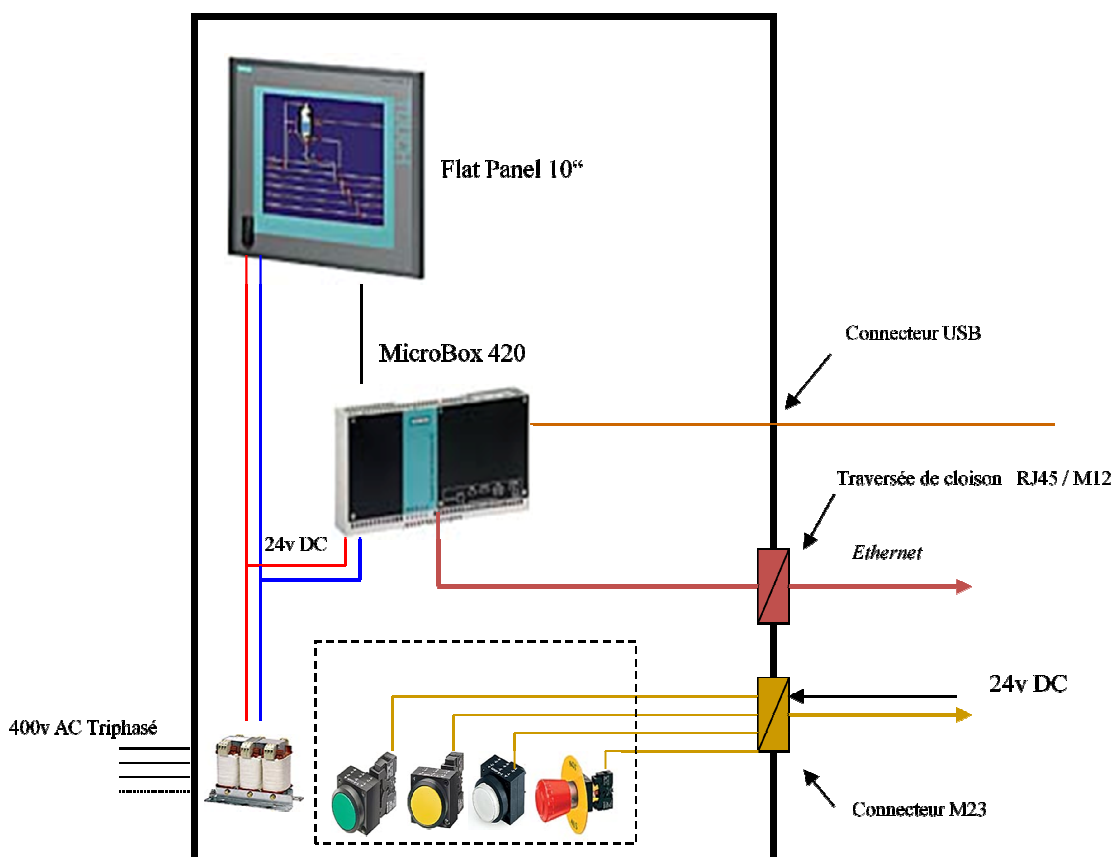 Flat Panel 10“
Connecteur USB
MicroBox 420
Traversée de cloison RJ45 / M12
24v DC
Ethernet
24v DC
400v AC Triphasé
Connecteur M23